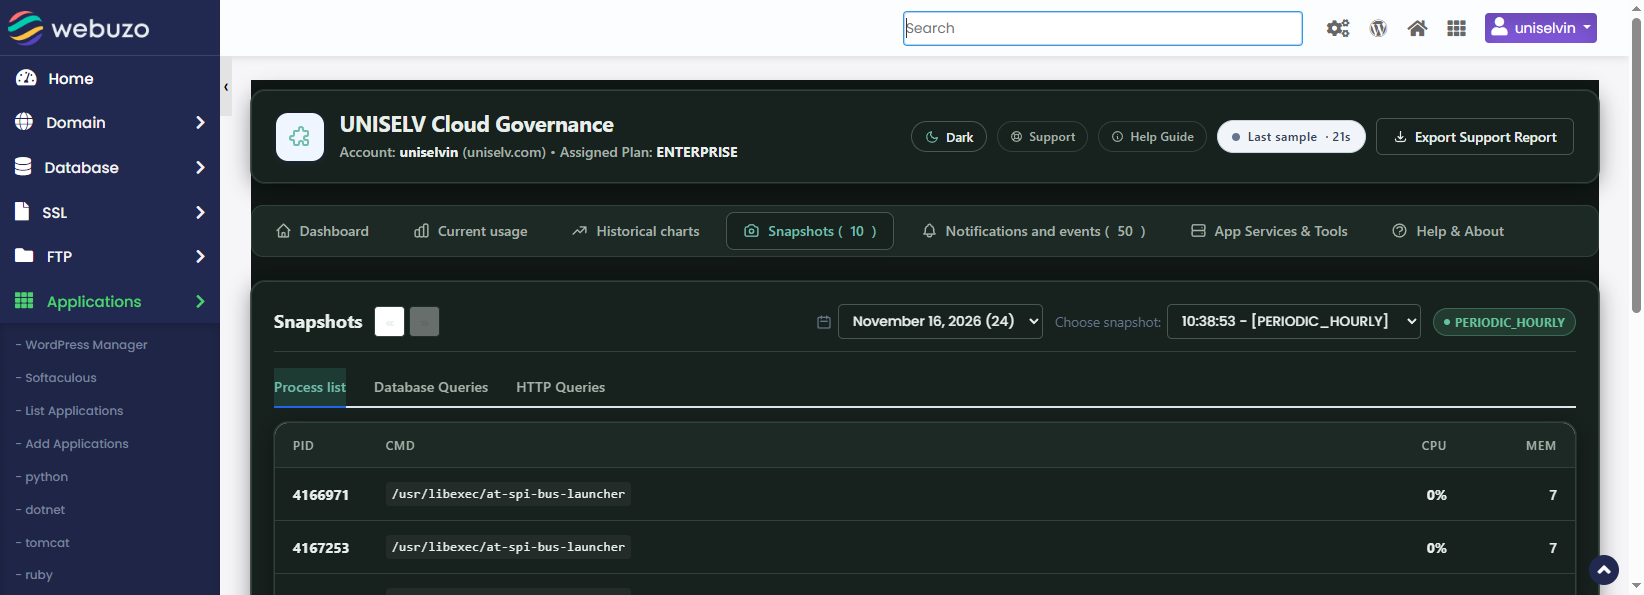 webuzo
Search
uniselvin
Home
Domain
Database
SSL
FTP
Applications
- WordPress Manager
- Softaculous
- List Applications
- Add Applications
- python
- dotnet
- tomcat
- ruby
UNISELV Cloud Governance
Account: uniselvin (uniselv.com) • Assigned Plan: ENTERPRISE
Dark
Support
Help Guide
Last sample · 21s
Export Support Report
Dashboard
Current usage
Historical charts
Snapshots ( 10 )
Notifications and events ( 50 )
App Services & Tools
Help & About
Snapshots
November 16, 2026 (24)
Choose snapshot:
10:38:53 - [PERIODIC_HOURLY]
PERIODIC_HOURLY
Process list
Database Queries
HTTP Queries
PID CMD CPU MEM
4166971 /usr/libexec/at-spi-bus-launcher 0% 7
4167253 /usr/libexec/at-spi-bus-launcher 0% 7